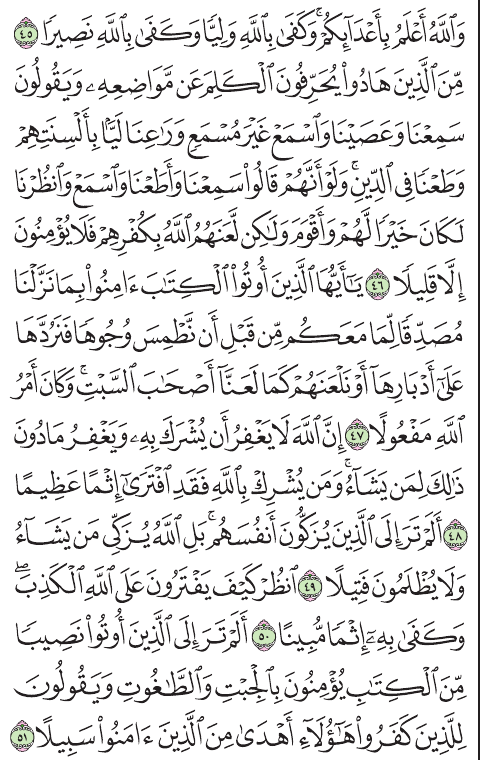 وَٱللَّهُ أَعۡلَمُ بِأَعۡدَآئِكُمۡۚ وَكَفَىٰ بِٱللَّهِ وَلِيّٗا وَكَفَىٰ بِٱللَّهِ نَصِيرٗا ٤٥
مِّنَ ٱلَّذِينَ هَادُواْ يُحَرِّفُونَ ٱلۡكَلِمَ عَن مَّوَاضِعِهِۦ وَيَقُولُونَ
سَمِعۡنَا وَعَصَيۡنَا وَٱسۡمَعۡ غَيۡرَ مُسۡمَعٖ وَرَٰعِنَا لَيَّۢا بِأَلۡسِنَتِهِمۡ
وَطَعۡنٗا فِي ٱلدِّينِۚ وَلَوۡ أَنَّهُمۡ قَالُواْ سَمِعۡنَا وَأَطَعۡنَا وَٱسۡمَعۡ وَٱنظُرۡنَا
لَكَانَ خَيۡرٗا لَّهُمۡ وَأَقۡوَمَ وَلَٰكِن لَّعَنَهُمُ ٱللَّهُ بِكُفۡرِهِمۡ فَلَا يُؤۡمِنُونَ
إِلَّا قَلِيلٗا ٤٦ يَٰٓأَيُّهَا ٱلَّذِينَ أُوتُواْ ٱلۡكِتَٰبَ ءَامِنُواْ بِمَا نَزَّلۡنَا
مُصَدِّقٗا لِّمَا مَعَكُم مِّن قَبۡلِ أَن نَّطۡمِسَ وُجُوهٗا فَنَرُدَّهَا
عَلَىٰٓ أَدۡبَارِهَآ أَوۡ نَلۡعَنَهُمۡ كَمَا لَعَنَّآ أَصۡحَٰبَ ٱلسَّبۡتِۚ وَكَانَ أَمۡرُ
ٱللَّهِ مَفۡعُولًا ٤٧ إِنَّ ٱللَّهَ لَا يَغۡفِرُ أَن يُشۡرَكَ بِهِۦ وَيَغۡفِرُ مَا دُونَ
ذَٰلِكَ لِمَن يَشَآءُۚ وَمَن يُشۡرِكۡ بِٱللَّهِ فَقَدِ ٱفۡتَرَىٰٓ إِثۡمًا عَظِيمًا
٤٨ أَلَمۡ تَرَ إِلَى ٱلَّذِينَ يُزَكُّونَ أَنفُسَهُمۚ بَلِ ٱللَّهُ يُزَكِّي مَن يَشَآءُ
وَلَا يُظۡلَمُونَ فَتِيلًا ٤٩ ٱنظُرۡ كَيۡفَ يَفۡتَرُونَ عَلَى ٱللَّهِ ٱلۡكَذِبَۖ
وَكَفَىٰ بِهِۦٓ إِثۡمٗا مُّبِينًا ٥٠ أَلَمۡ تَرَ إِلَى ٱلَّذِينَ أُوتُواْ نَصِيبٗا
مِّنَ ٱلۡكِتَٰبِ يُؤۡمِنُونَ بِٱلۡجِبۡتِ وَٱلطَّٰغُوتِ وَيَقُولُونَ
لِلَّذِينَ كَفَرُواْ هَٰٓؤُلَآءِ أَهۡدَىٰ مِنَ ٱلَّذِينَ ءَامَنُواْ سَبِيلًا ٥١